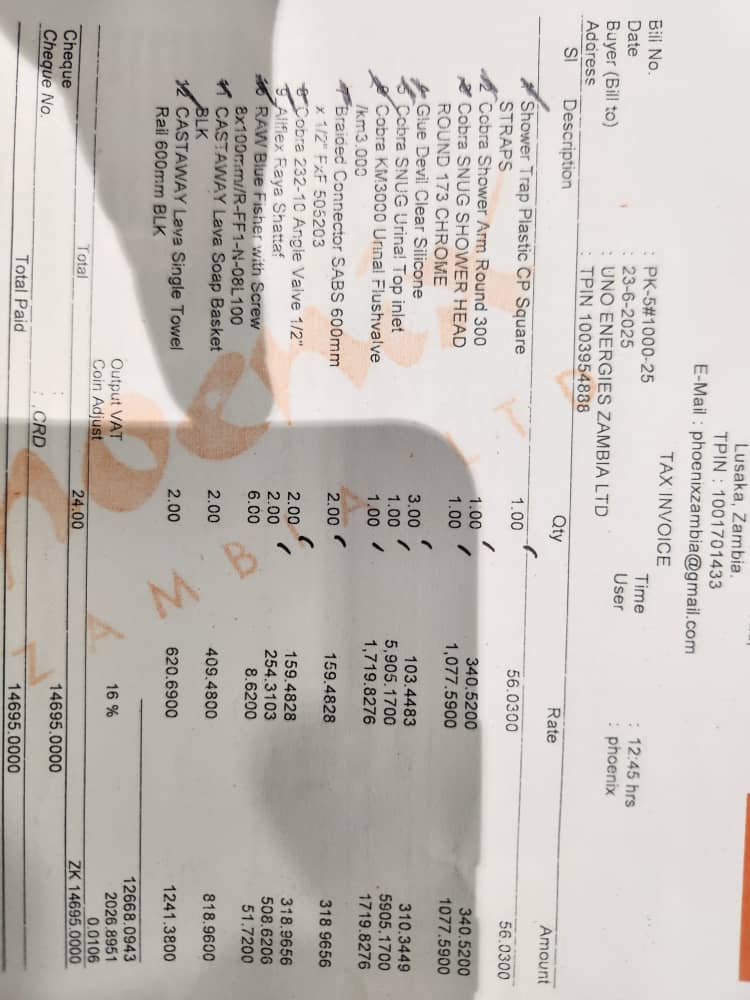 Lusaka, Zambia.
TPIN : 1001701433
E-Mail : phoenixzambia@gmail.com
TAX INVOICE
Bill No. : PK-5#1000-25
Date : 23-6-2025 Time : 12:45 hrs
Buyer (Bill to) : UNO ENERGIES ZAMBIA LTD User : phoenix
Address : TPIN 1003954838
SI Description Qty Rate Amount
1 Shower Trap Plastic CP Square 1.00 56.0300 56.0300
STRAPS
2 Cobra Shower Arm Round 300 1.00 340.5200 340.5200
3 Cobra SNUG SHOWER HEAD 1.00 1,077.5900 1077.5900
ROUND 173 CHROME
4 Glue Devil Clear Silicone 3.00 103.4483 310.3449
5 Cobra SNUG Urinal Top inlet 1.00 5,905.1700 5905.1700
6 Cobra KM3000 Urinal Flushvalve 1.00 1,719.8276 1719.8276
/km3.000
7 Braided Connector SABS 600mm 2.00 159.4828 318.9656
x 1/2" FxF 505203
8 Cobra 232-10 Angle Valve 1/2" 2.00 159.4828 318.9656
9 Allflex Raya Shattaf 2.00 254.3103 508.6206
10 RAW Blue Fisher with Screw 6.00 8.6200 51.7200
8x100mm/R-FF1-N-08L100
11 CASTAWAY Lava Soap Basket 2.00 409.4800 818.9600
BLK
12 CASTAWAY Lava Single Towel 2.00 620.6900 1241.3800
Rail 600mm BLK
12668.0943
Output VAT 16 % 2026.8951
Coin Adjust 0.0106
Total 24.00 ZK 14695.0000
Cheque : 14695.0000
Cheque No. : CRD
Total Paid 14695.0000
ZAMBIA LTD